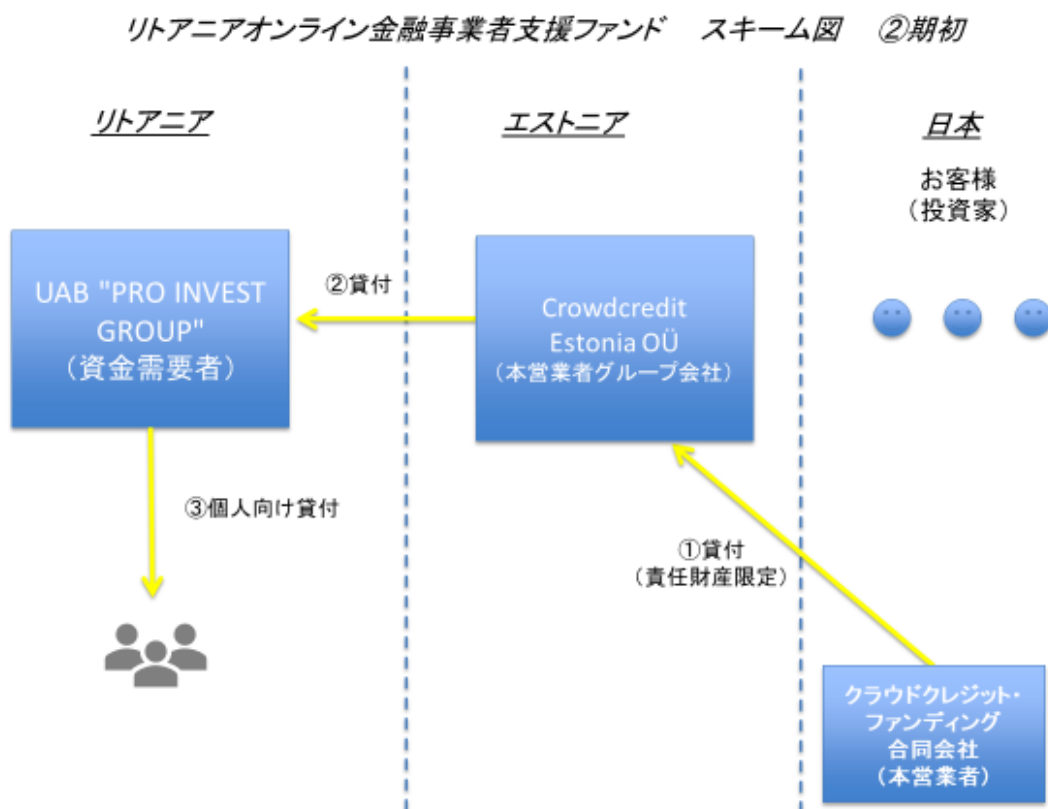 リトアニアオンライン金融事業者支援ファンド　スキーム図　②期初
リトアニア
エストニア
日本
お客様
（投資家）
UAB "PRO INVEST
GROUP"
（資金需要者）
②貸付
Crowdcredit
Estonia OÜ
（本営業者グループ会社）
③個人向け貸付
①貸付
（責任財産限定）
クラウドクレジット・
ファンディング
合同会社
（本営業者）